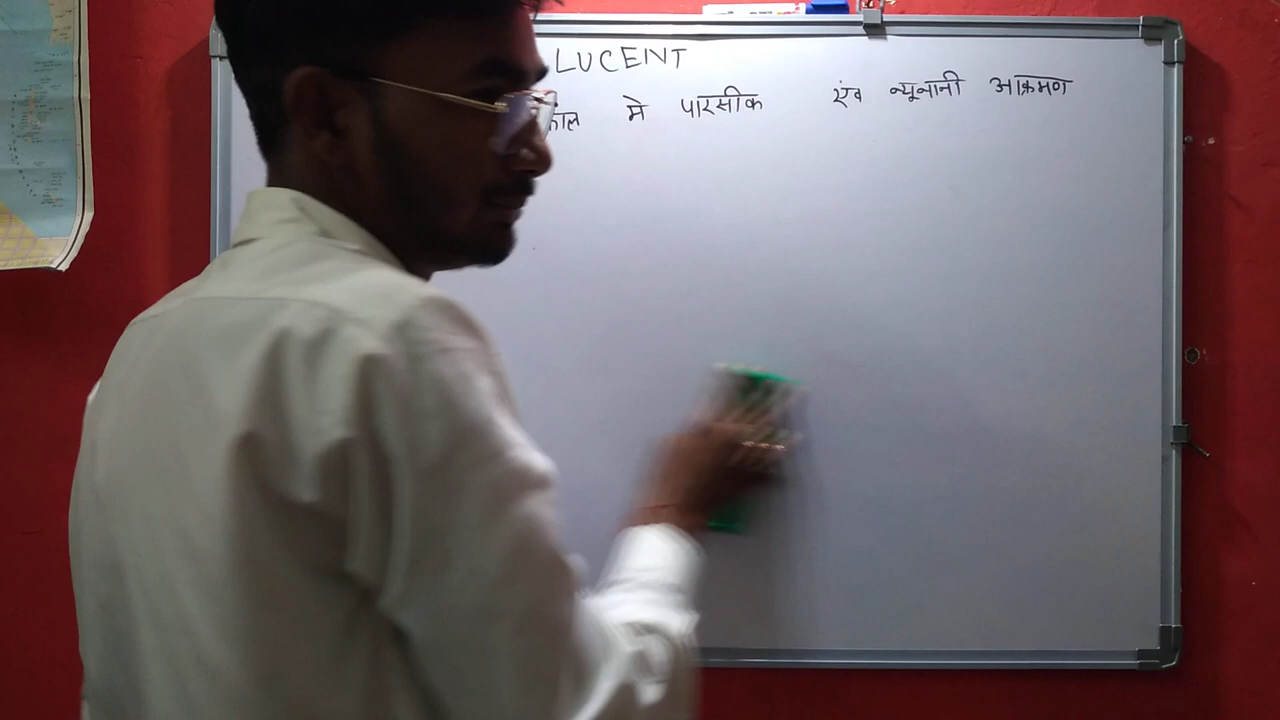 LUCENT
काल मे पारसीक एंव न्यूनानी आक्रमण